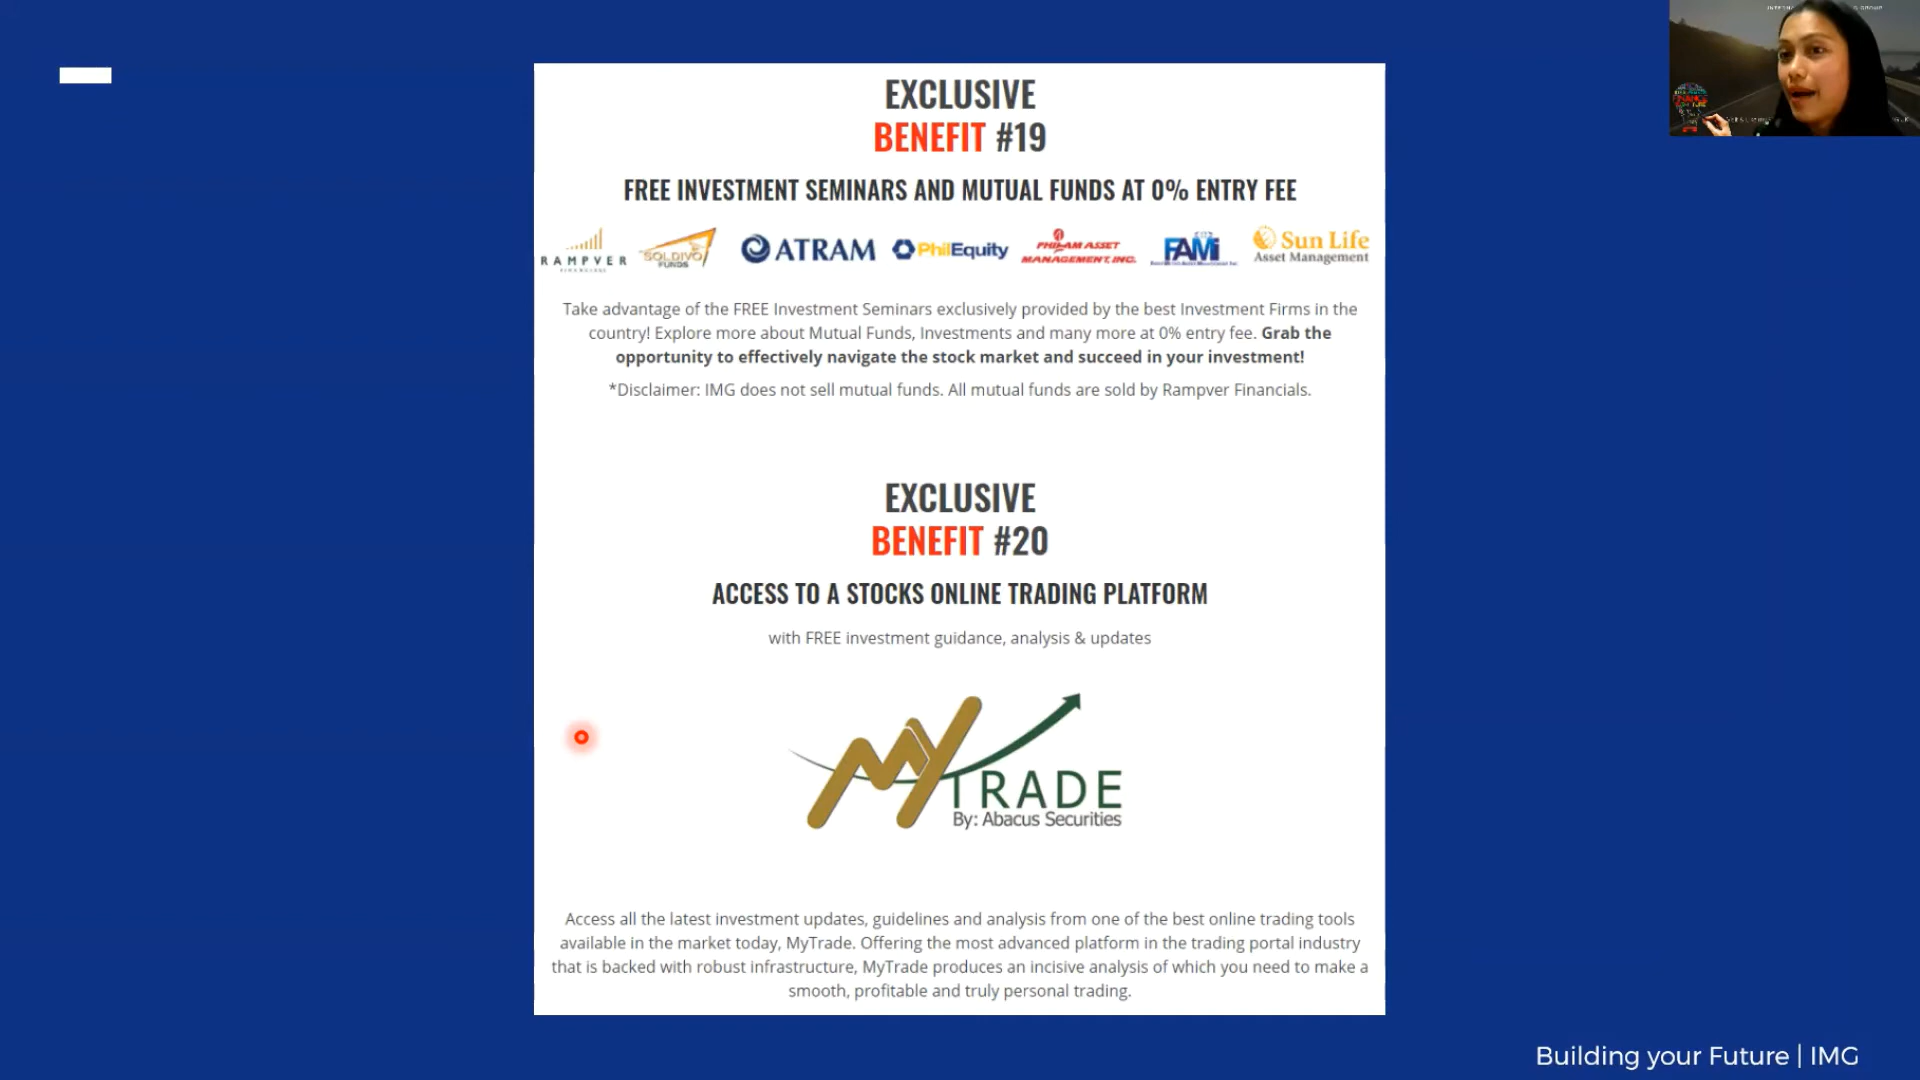 EXCLUSIVE
BENEFIT #19
FREE INVESTMENT SEMINARS AND MUTUAL FUNDS AT 0% ENTRY FEE
RAMPVER
FINANCIALS
SOLDIVO
FUNDS
ATRAM
PhilEquity
PHILAM ASSET
MANAGEMENT, INC.
FAMI
Sun Life
Asset Management
Take advantage of the FREE Investment Seminars exclusively provided by the best Investment Firms in the
country! Explore more about Mutual Funds, Investments and many more at 0% entry fee. Grab the
opportunity to effectively navigate the stock market and succeed in your investment!
*Disclaimer: IMG does not sell mutual funds. All mutual funds are sold by Rampver Financials.
EXCLUSIVE
BENEFIT #20
ACCESS TO A STOCKS ONLINE TRADING PLATFORM
with FREE investment guidance, analysis & updates
MY TRADE
By: Abacus Securities
Access all the latest investment updates, guidelines and analysis from one of the best online trading tools
available in the market today, MyTrade. Offering the most advanced platform in the trading portal industry
that is backed with robust infrastructure, MyTrade produces an incisive analysis of which you need to make a
smooth, profitable and truly personal trading.
Building your Future | IMG